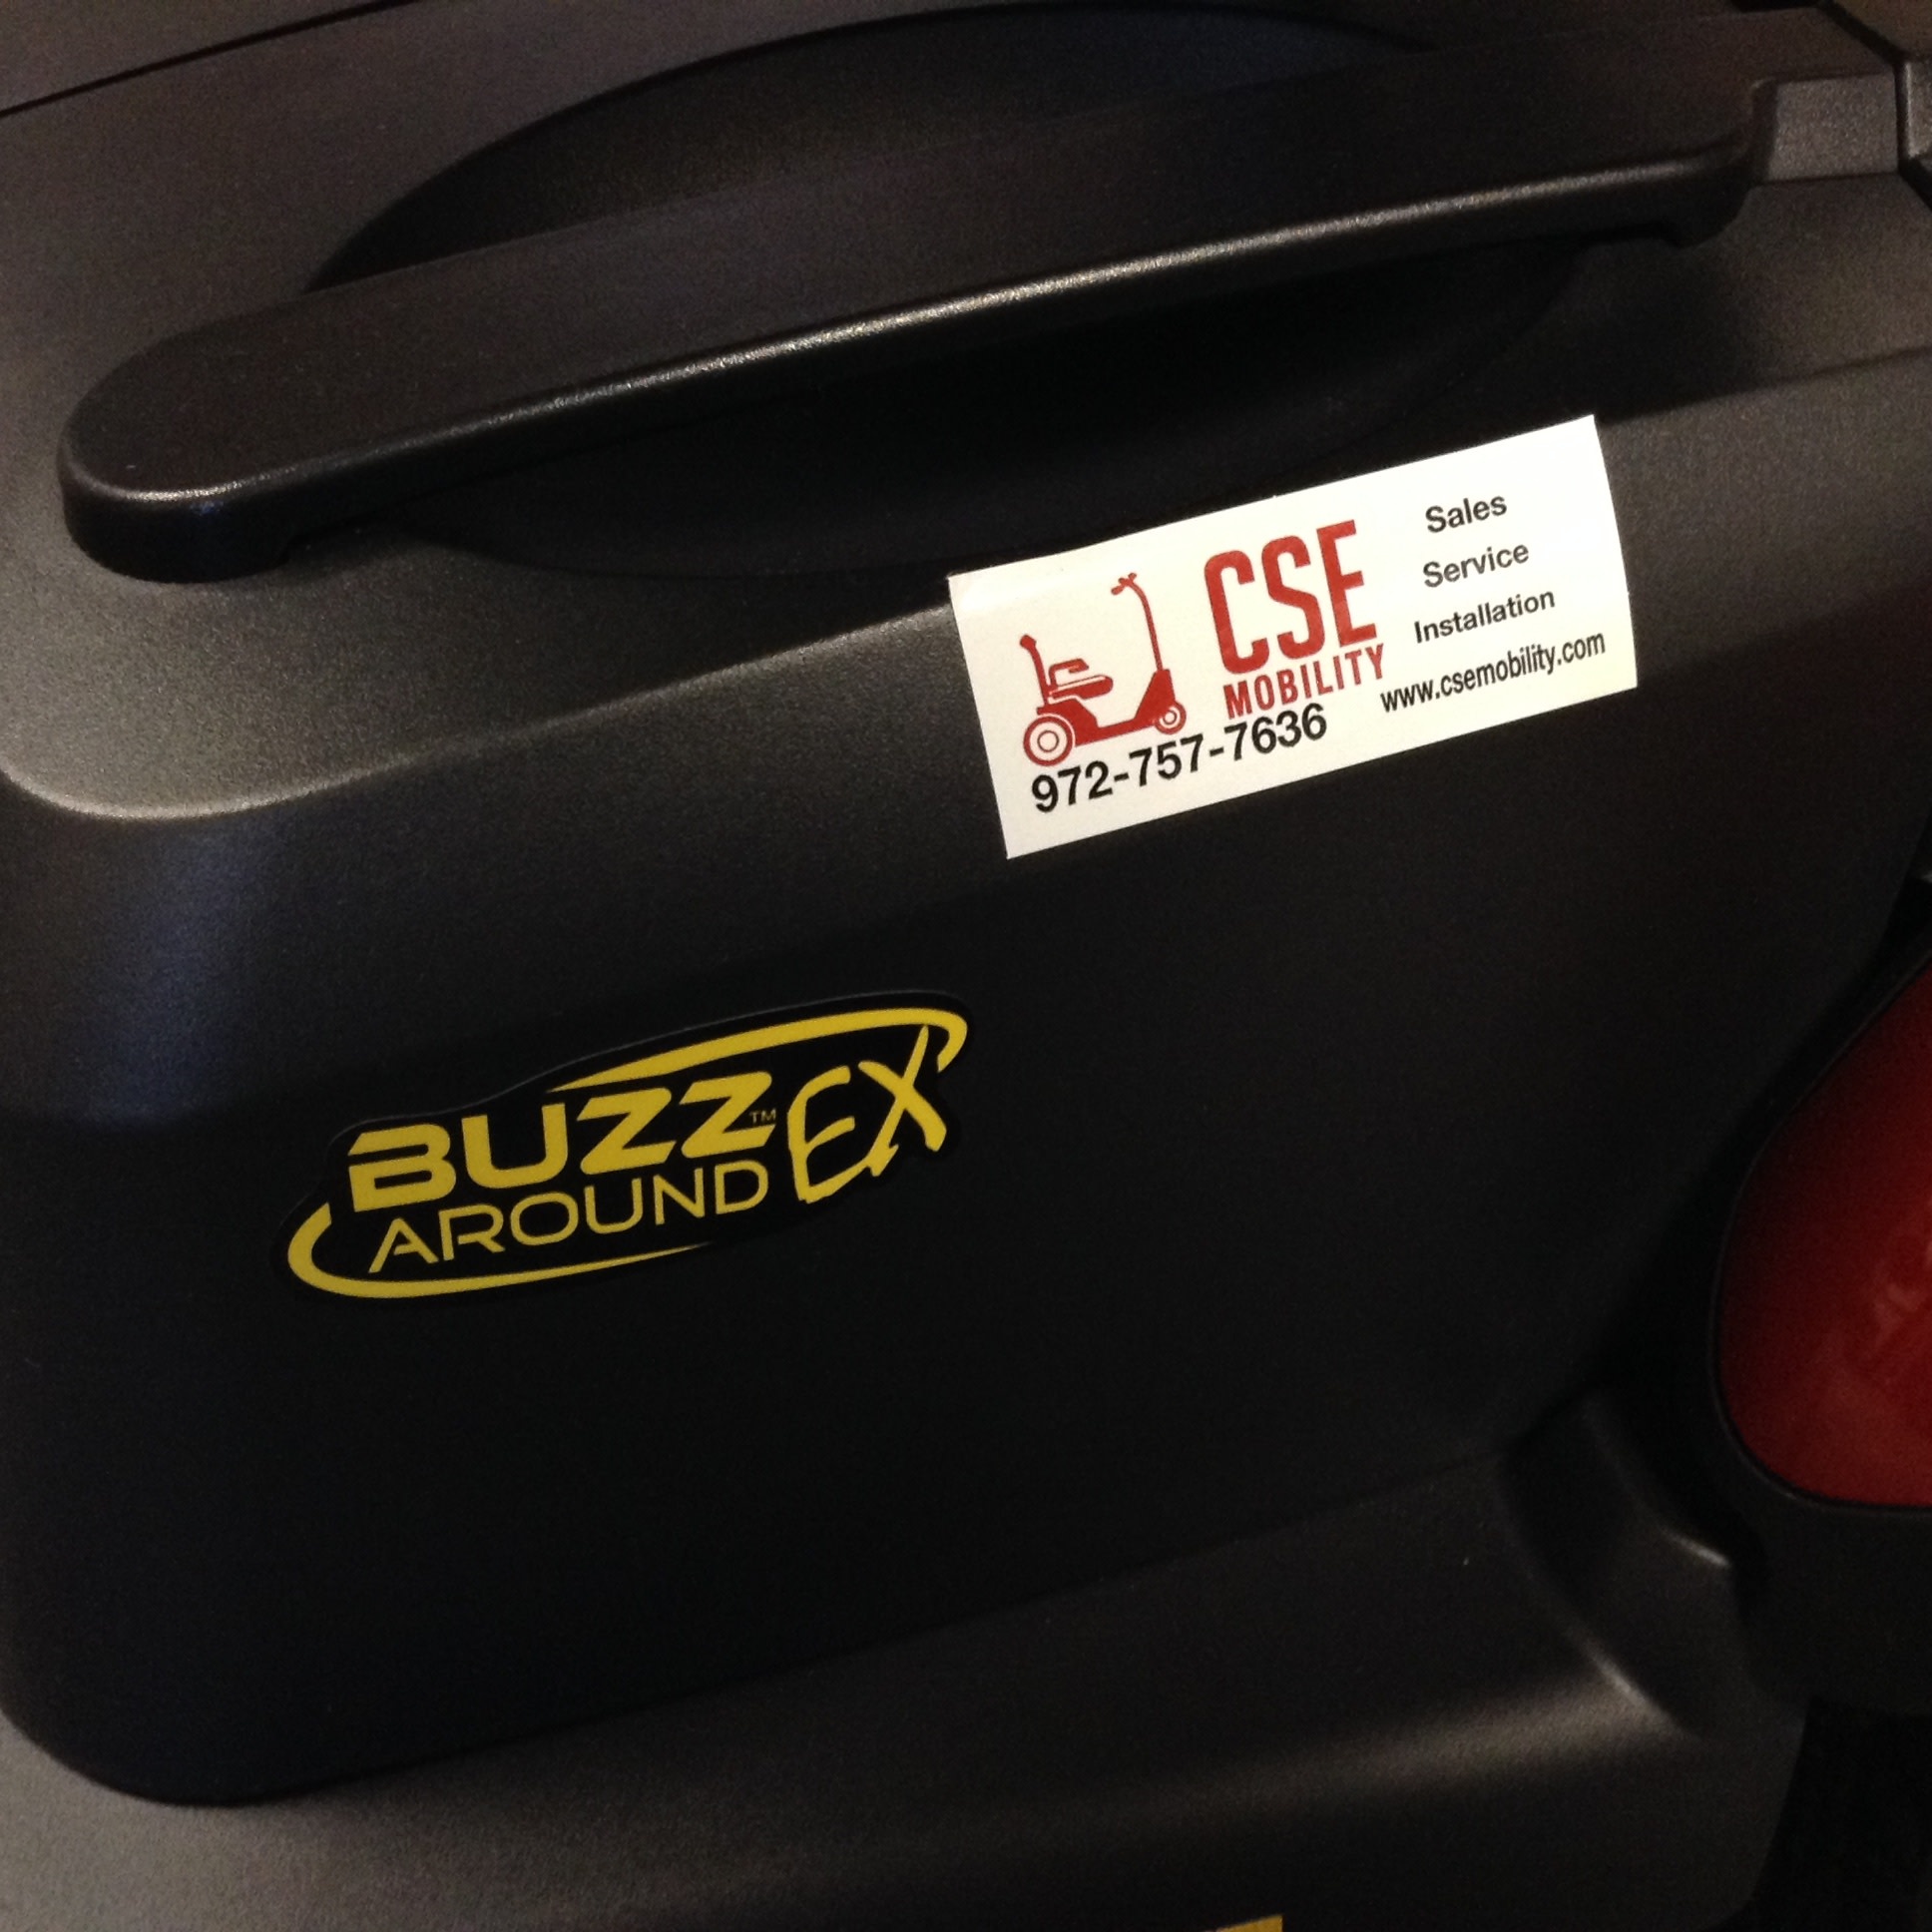 CSE
MOBILITY
972-757-7636
Sales
Service
Installation
www.csemobility.com
BUZZ™
AROUND EX